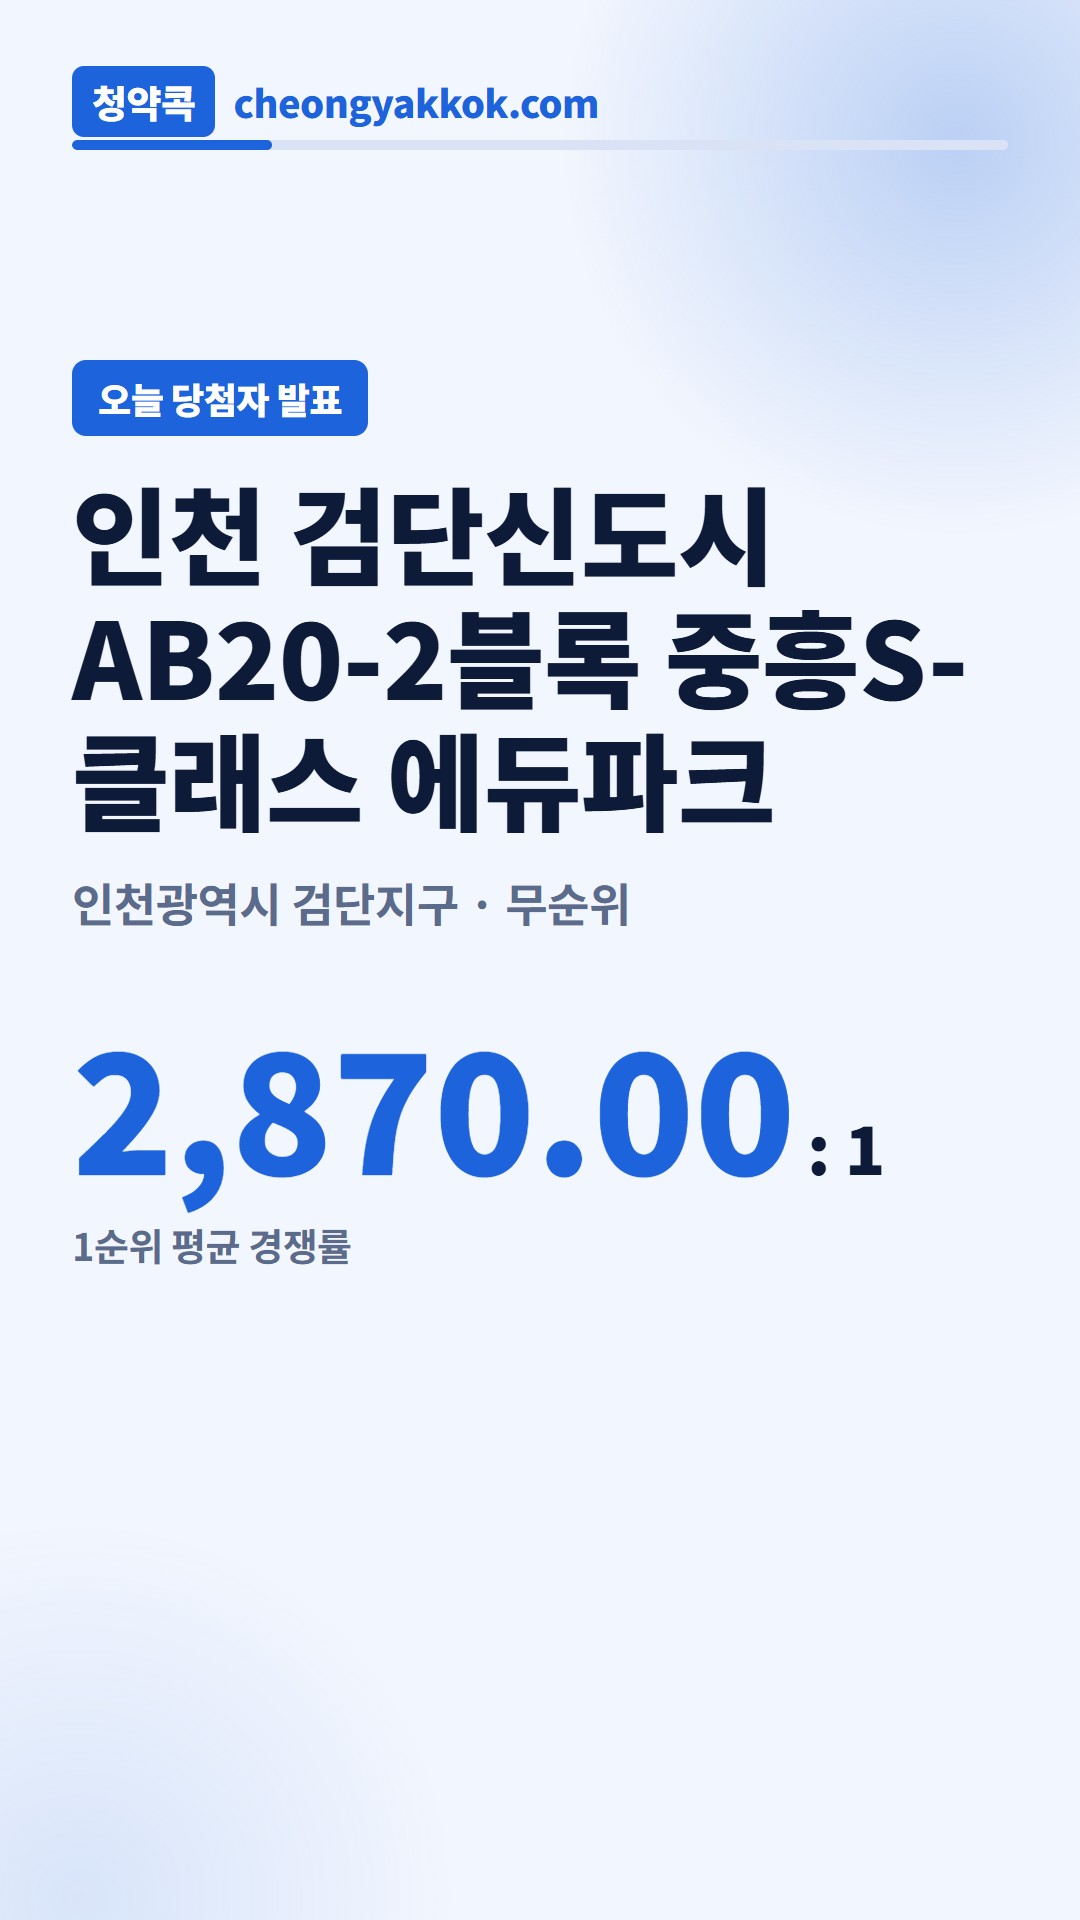 청약콕 cheongyakkok.com
오늘 당첨자 발표
인천 검단신도시
AB20-2블록 중흥S-
클래스 에듀파크
인천광역시 검단지구 · 무순위
2,870.00 : 1
1순위 평균 경쟁률